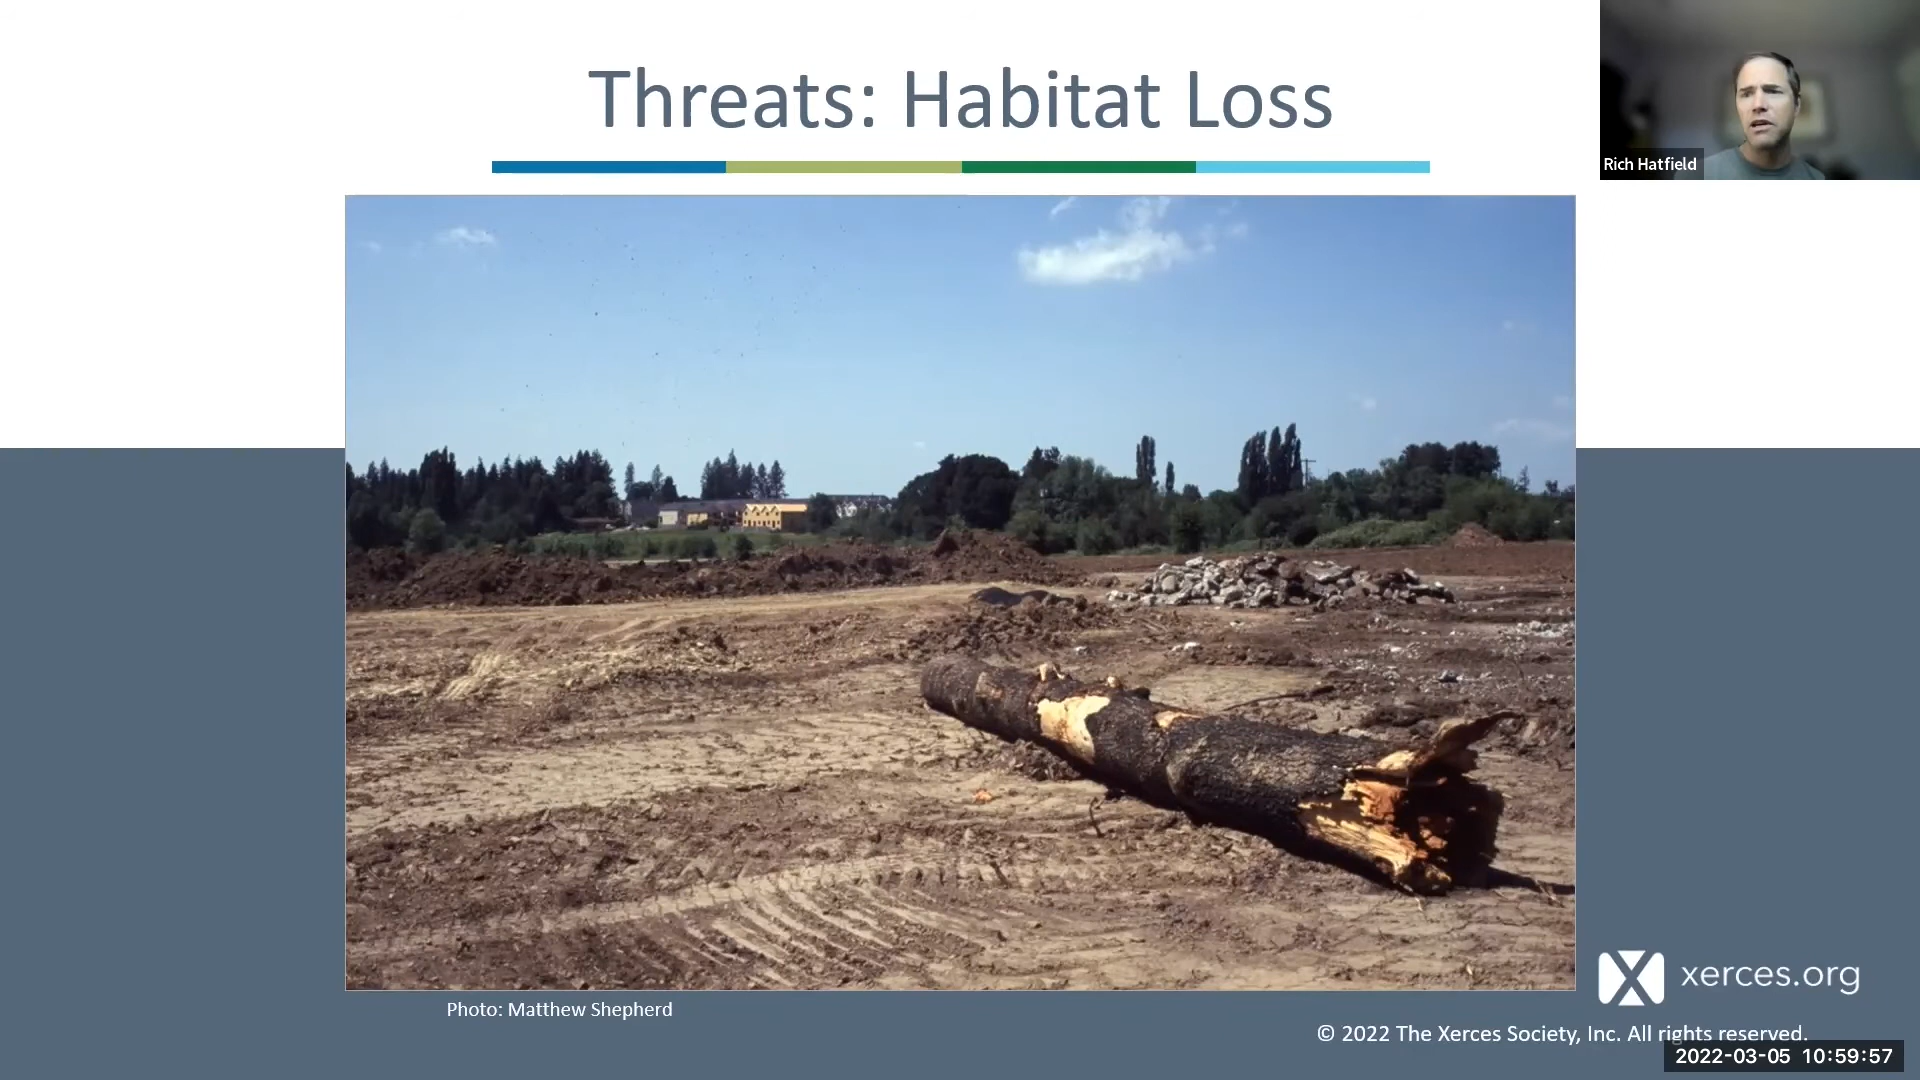 Threats: Habitat Loss
Rich Hatfield
Photo: Matthew Shepherd
xerces.org
© 2022 The Xerces Society, Inc. All rights reserved.
2022-03-05 10:59:57